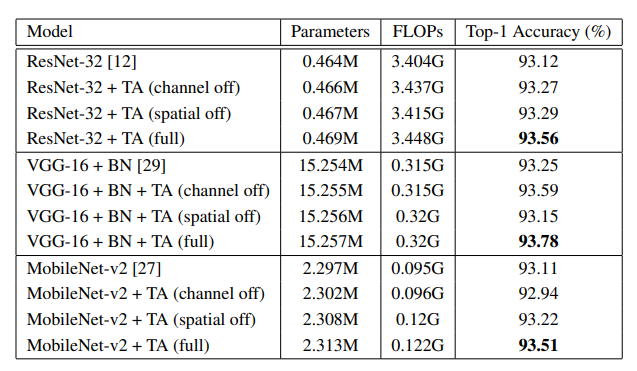 Model Parameters FLOPs Top-1 Accuracy (%)
ResNet-32 [12] 0.464M 3.404G 93.12
ResNet-32 + TA (channel off) 0.466M 3.437G 93.27
ResNet-32 + TA (spatial off) 0.467M 3.415G 93.29
ResNet-32 + TA (full) 0.469M 3.448G 93.56
VGG-16 + BN [29] 15.254M 0.315G 93.25
VGG-16 + BN + TA (channel off) 15.255M 0.315G 93.59
VGG-16 + BN + TA (spatial off) 15.256M 0.32G 93.15
VGG-16 + BN + TA (full) 15.257M 0.32G 93.78
MobileNet-v2 [27] 2.297M 0.095G 93.11
MobileNet-v2 + TA (channel off) 2.302M 0.096G 92.94
MobileNet-v2 + TA (spatial off) 2.308M 0.12G 93.22
MobileNet-v2 + TA (full) 2.313M 0.122G 93.51